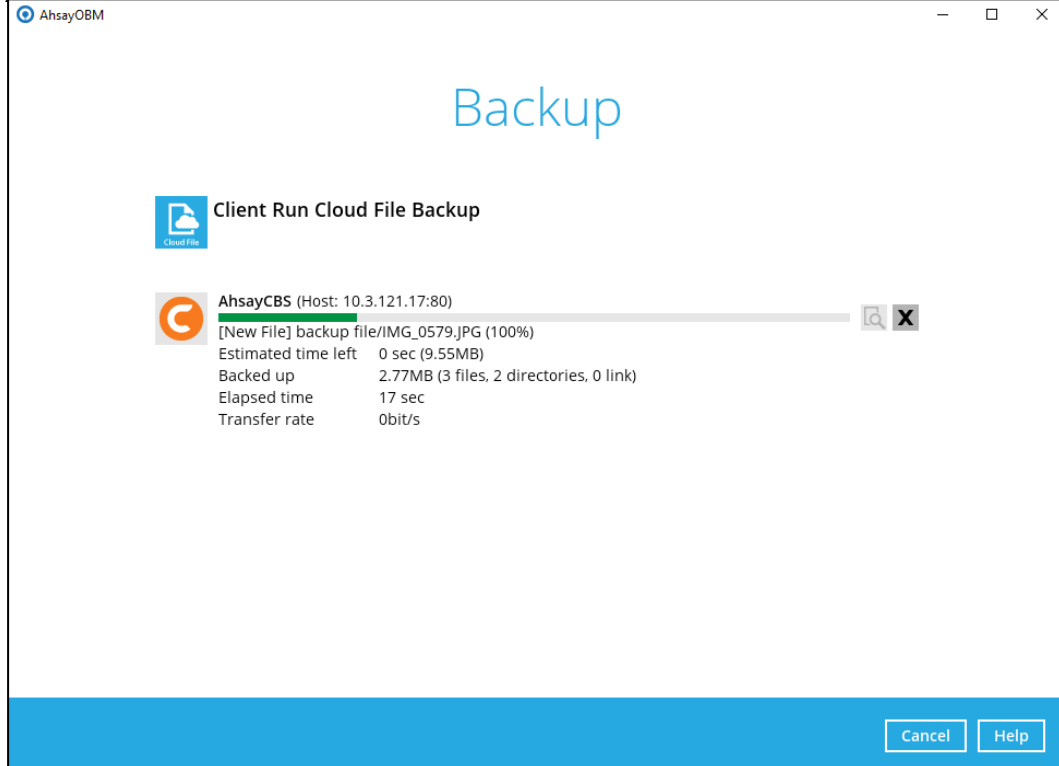 AhsayOBM
Backup
Client Run Cloud File Backup
Cloud File
AhsayCBS (Host: 10.3.121.17:80)
[New File] backup file/IMG_0579.JPG (100%)
Estimated time left 0 sec (9.55MB)
Backed up 2.77MB (3 files, 2 directories, 0 link)
Elapsed time 17 sec
Transfer rate 0bit/s
Cancel Help